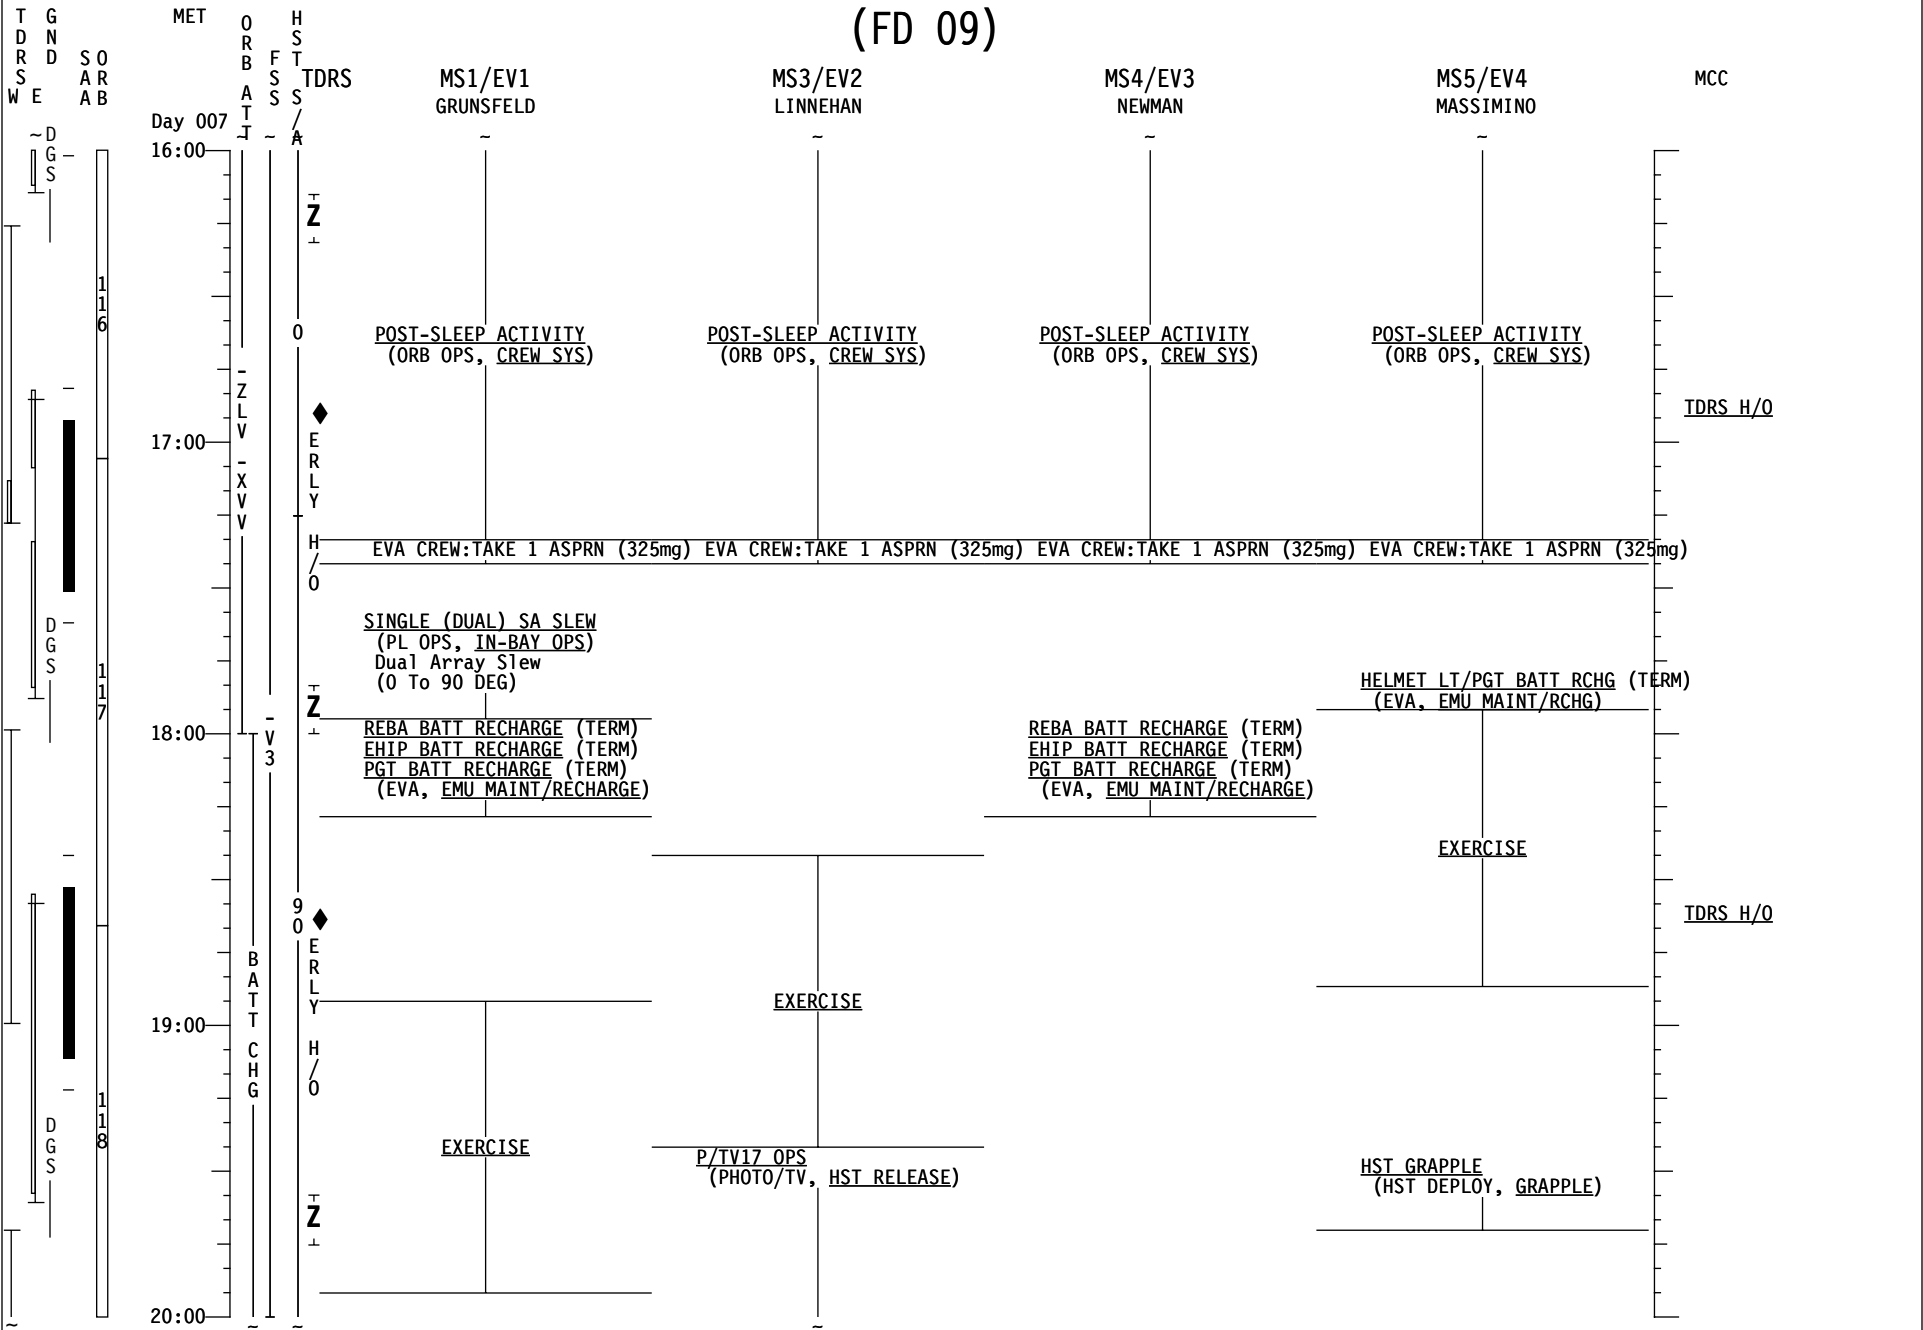 (FD 09)
TDRS
W E
GND
SAA
ORB
MET
ORB ATT
FSS
HST S/A
TDRS
MS1/EV1
MS3/EV2
MS4/EV3
MS5/EV4
MCC
GRUNSFELD
LINNEHAN
NEWMAN
MASSIMINO
Day 007
~ ~ ~ ~ ~ ~ ~ ~
DGS
16:00
Z
116
0
POST-SLEEP ACTIVITY
(ORB OPS, CREW SYS)
POST-SLEEP ACTIVITY
(ORB OPS, CREW SYS)
POST-SLEEP ACTIVITY
(ORB OPS, CREW SYS)
POST-SLEEP ACTIVITY
(ORB OPS, CREW SYS)
-ZLV -XVV
TDRS H/O
17:00
ERLY H/O
EVA CREW:TAKE 1 ASPRN (325mg)
EVA CREW:TAKE 1 ASPRN (325mg)
EVA CREW:TAKE 1 ASPRN (325mg)
EVA CREW:TAKE 1 ASPRN (325mg)
DGS
117
SINGLE (DUAL) SA SLEW
(PL OPS, IN-BAY OPS)
Dual Array Slew
(0 To 90 DEG)
HELMET LT/PGT BATT RCHG (TERM)
(EVA, EMU MAINT/RCHG)
Z
-V3
18:00
REBA BATT RECHARGE (TERM)
EHIP BATT RECHARGE (TERM)
PGT BATT RECHARGE (TERM)
(EVA, EMU MAINT/RECHARGE)
REBA BATT RECHARGE (TERM)
EHIP BATT RECHARGE (TERM)
PGT BATT RECHARGE (TERM)
(EVA, EMU MAINT/RECHARGE)
EXERCISE
90
TDRS H/O
ERLY H/O
BATT CHG
EXERCISE
19:00
118
DGS
EXERCISE
P/TV17 OPS
(PHOTO/TV, HST RELEASE)
HST GRAPPLE
(HST DEPLOY, GRAPPLE)
Z
20:00
~ ~ ~ ~